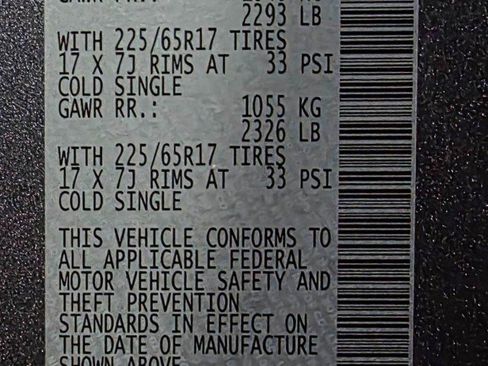 2293 LB
WITH 225/65R17 TIRES
17 X 7J RIMS AT 33 PSI
COLD SINGLE
GAWR RR.: 1055 KG
2326 LB
WITH 225/65R17 TIRES
17 X 7J RIMS AT 33 PSI
COLD SINGLE
THIS VEHICLE CONFORMS TO
ALL APPLICABLE FEDERAL
MOTOR VEHICLE SAFETY AND
THEFT PREVENTION
STANDARDS IN EFFECT ON
THE DATE OF MANUFACTURE
SHOWN ABOVE